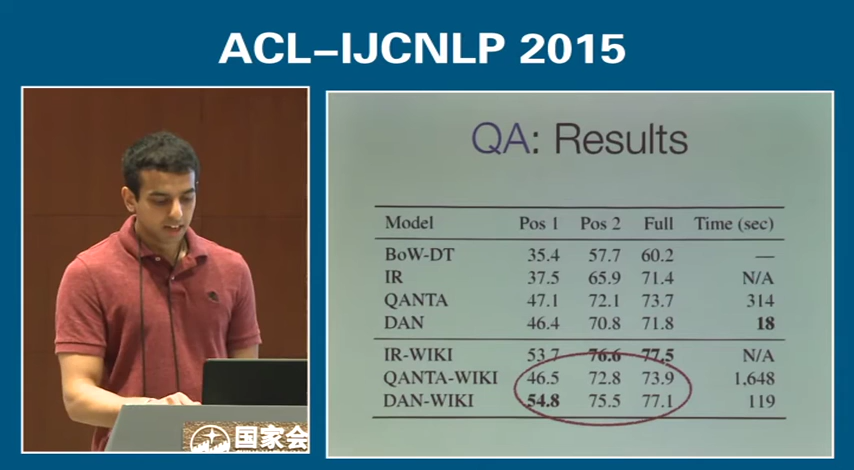 ACL–IJCNLP 2015
QA: Results
Model Pos 1 Pos 2 Full Time (sec)
BoW-DT 35.4 57.7 60.2 —
IR 37.5 65.9 71.4 N/A
QANTA 47.1 72.1 73.7 314
DAN 46.4 70.8 71.8 18
IR-WIKI 53.7 76.6 77.5 N/A
QANTA-WIKI 46.5 72.8 73.9 1,648
DAN-WIKI 54.8 75.5 77.1 119
国家会